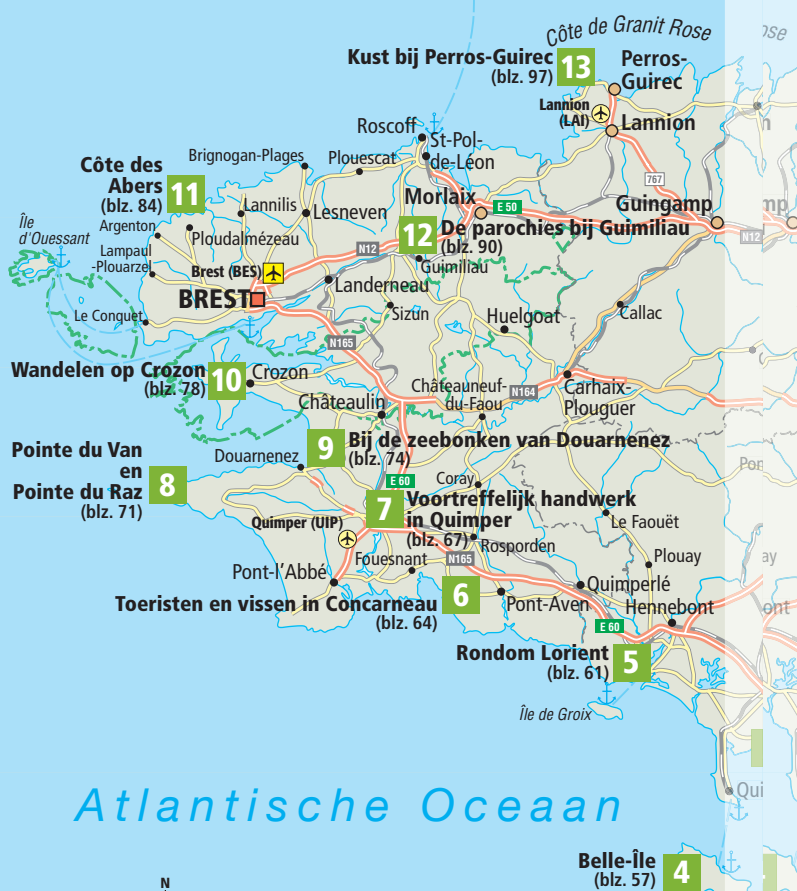 Côte de Granit Rose
Kust bij Perros-Guirec
(blz. 97)
13
Perros-
Guirec
Lannion
(LAI)
Lannion
Roscoff
St-Pol-
de-Léon
Brignogan-Plages
Plouescat
767
Côte des
Abers
(blz. 84)
11
Morlaix
E 50
Guingamp
N12
Lannilis
Lesneven
Argenton
Ploudalmézeau
12
De parochies bij Guimiliau
(blz. 90)
Île
d'Ouessant
Lampaul
-Plouarzel
N12
Guimiliau
Brest (BES)
BREST
Landerneau
Le Conquet
Sizun
Huelgoat
Callac
N165
Wandelen op Crozon
(blz. 78)
10
Crozon
Châteauneuf-
du-Faou
N164
Carhaix-
Plouguer
Châteaulin
9
Bij de zeebonken van Douarnenez
(blz. 74)
Pointe du Van
en
Pointe du Raz
(blz. 71)
8
Douarnenez
E 60
Coray
7
Voortreffelijk handwerk
in Quimper
(blz. 67)
Le Faouët
Quimper (UIP)
Rosporden
Fouesnant
N165
Plouay
Pont-l'Abbé
Quimperlé
Toeristen en vissen in Concarneau
(blz. 64)
6
Pont-Aven
Hennebont
E 60
Rondom Lorient
(blz. 61)
5
Île de Groix
Qui
Atlantische Oceaan
Belle-Île
(blz. 57)
4
N